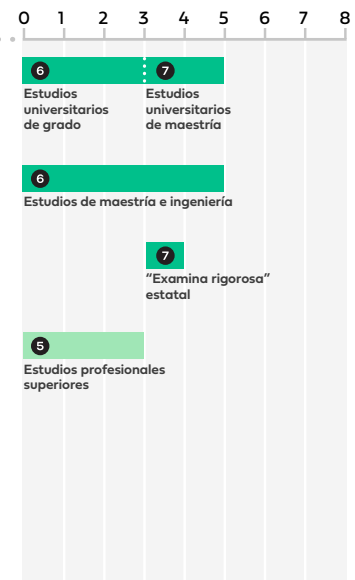 0 1 2 3 4 5 6 7 8
6 7
Estudios
universitarios
de grado
Estudios
universitarios
de maestría
6
Estudios de maestría e ingeniería
7
“Examina rigorosa”
estatal
5
Estudios profesionales
superiores